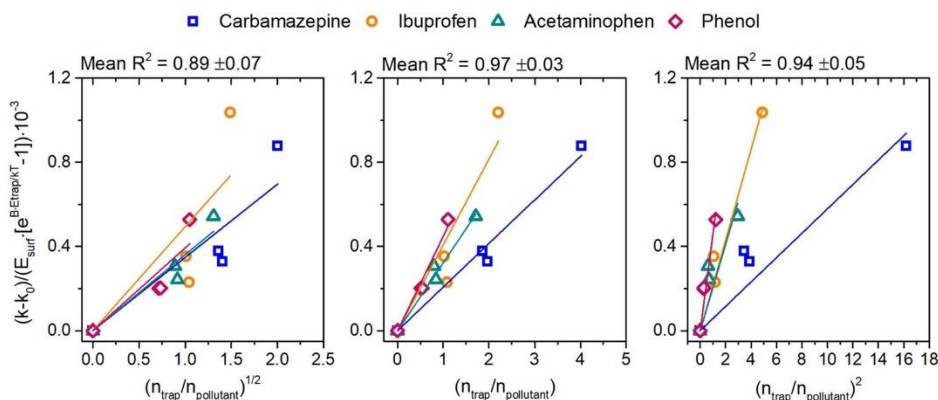 Carbamazepine Ibuprofen Acetaminophen Phenol
Mean R² = 0.89 ±0.07 Mean R² = 0.97 ±0.03 Mean R² = 0.94 ±0.05
(k-k₀)/(E_surf·[e^B·Etrap/kT-1])·10⁻³
1.2 1.2 1.2
0.8 0.8 0.8
0.4 0.4 0.4
0.0 0.0 0.0
0.0 0.5 1.0 1.5 2.0 2.5 0 1 2 3 4 5 0 2 4 6 8 10 12 14 16 18
(n_trap/n_pollutant)^1/2 (n_trap/n_pollutant) (n_trap/n_pollutant)²